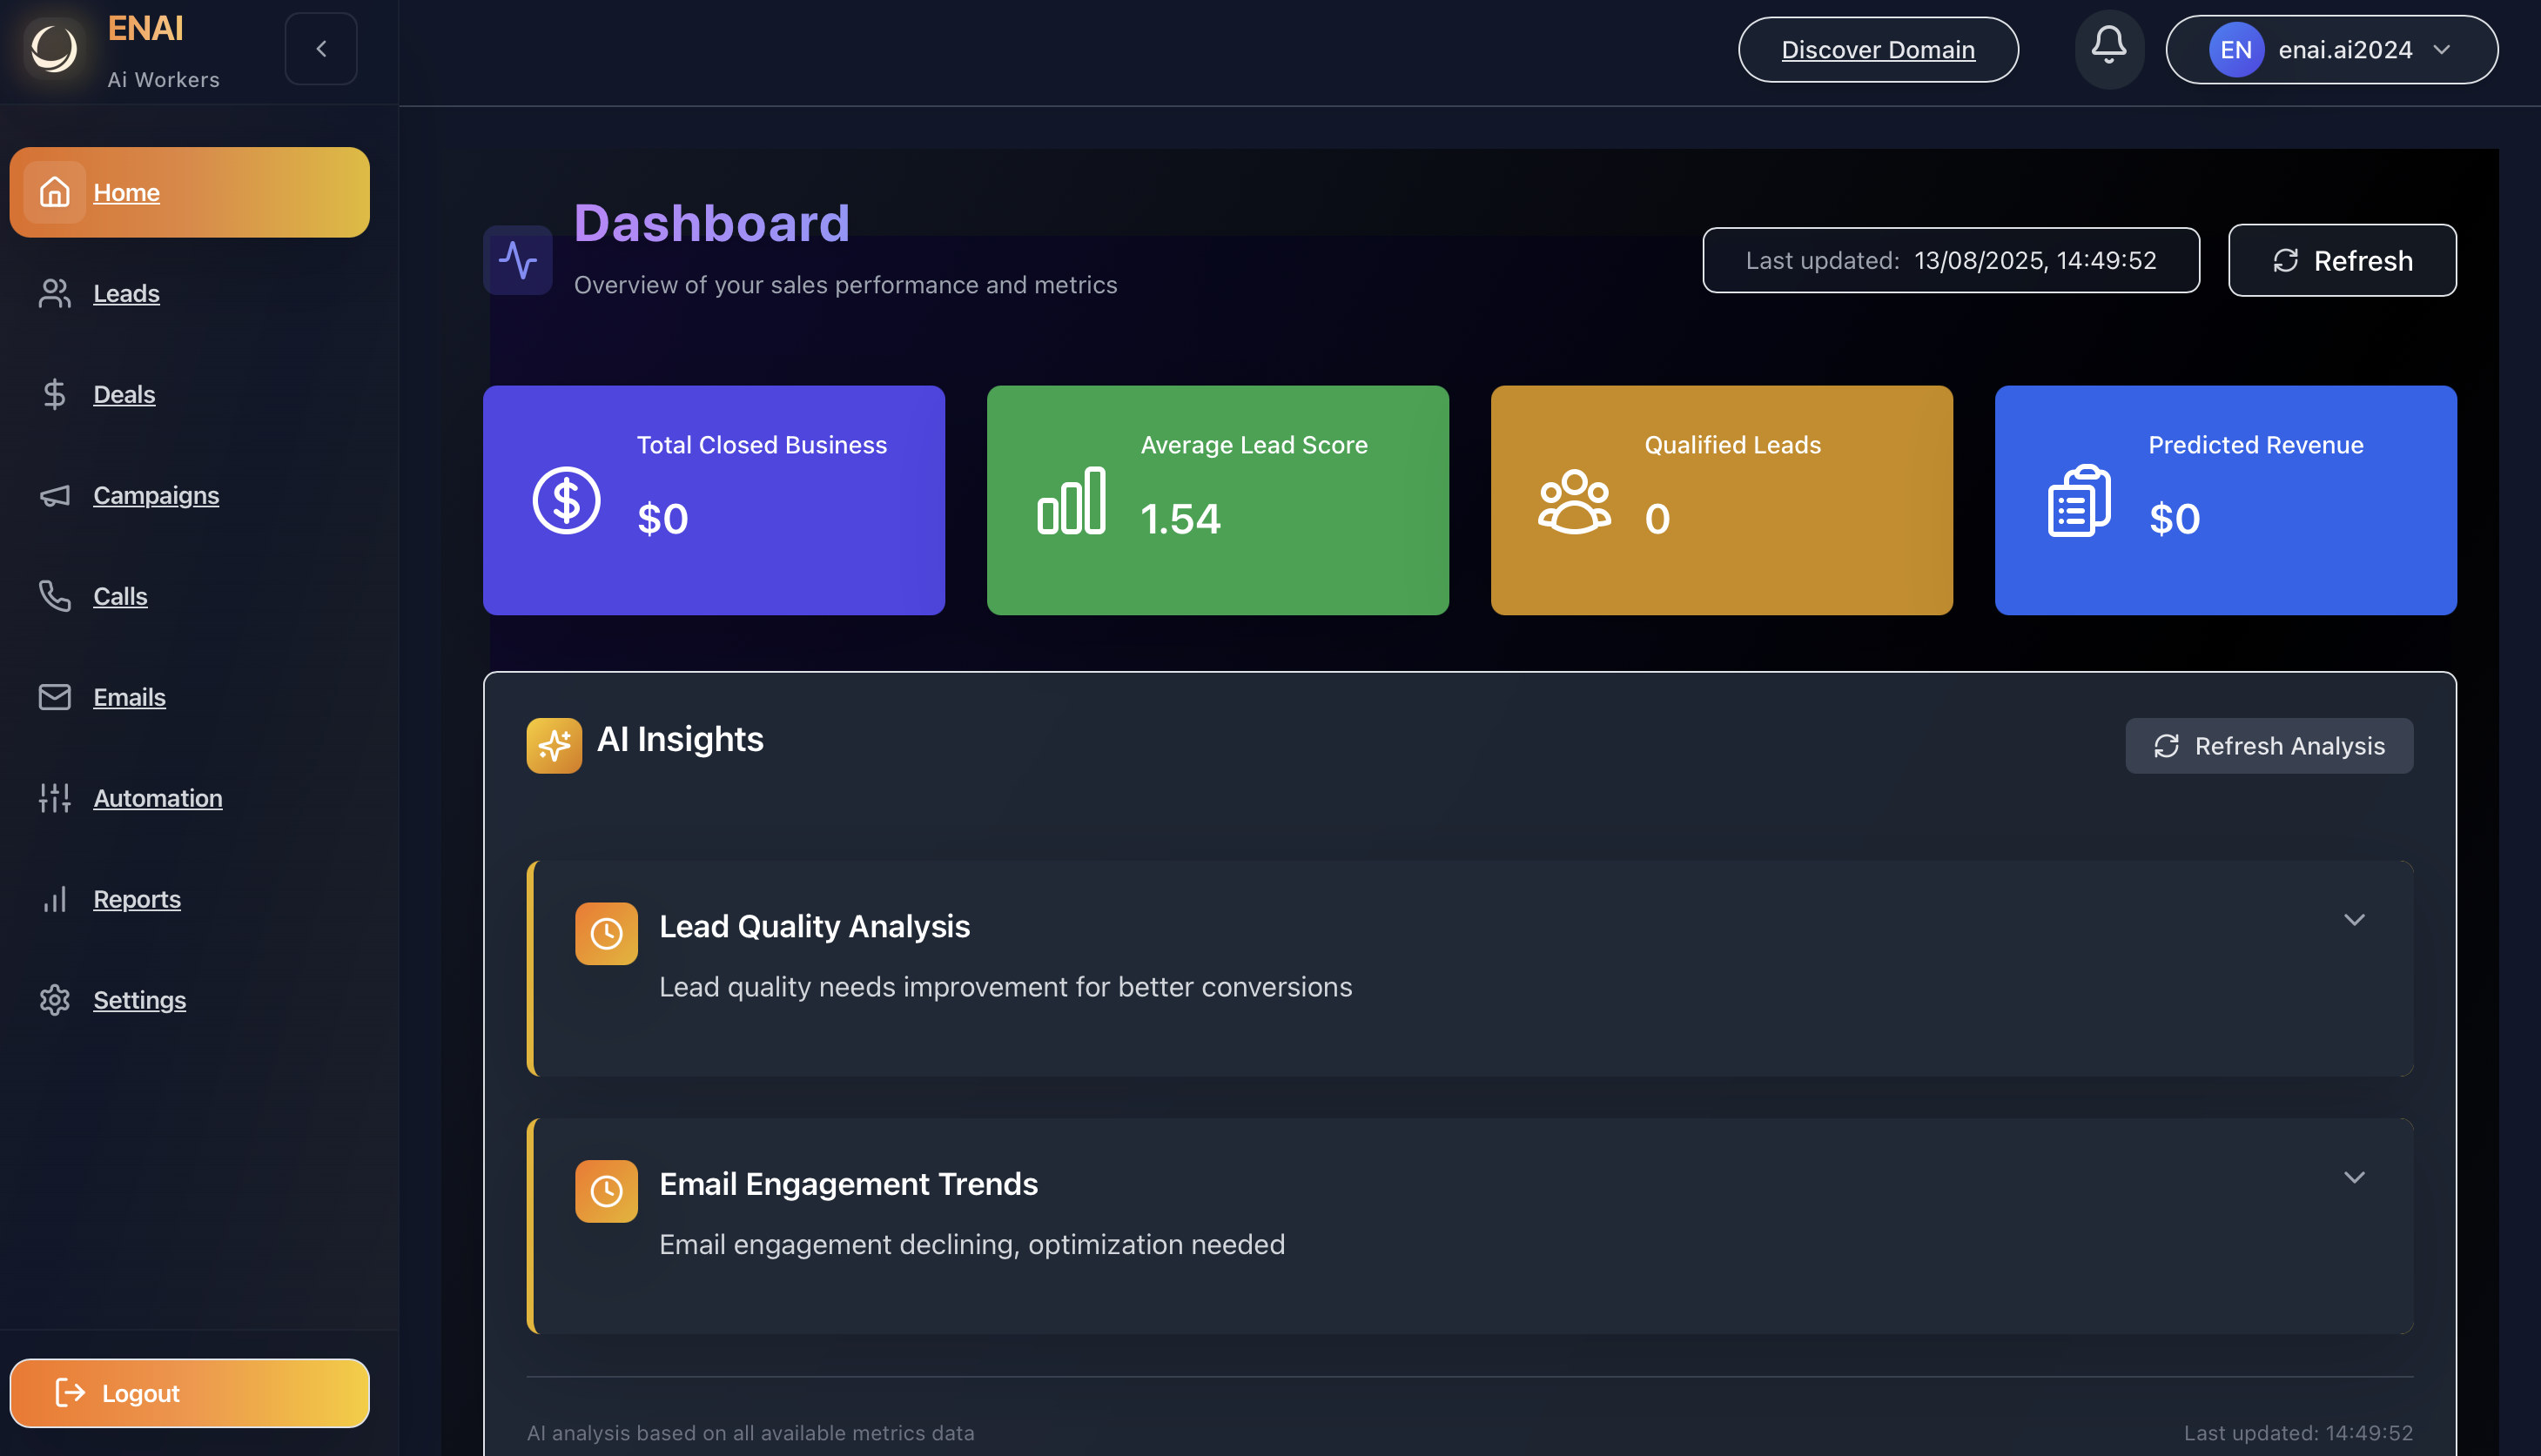 ENAI
Ai Workers
Discover Domain
EN enai.ai2024
Home
Leads
Deals
Campaigns
Calls
Emails
Automation
Reports
Settings
Logout
Dashboard
Overview of your sales performance and metrics
Last updated: 13/08/2025, 14:49:52
Refresh
Total Closed Business
$0
Average Lead Score
1.54
Qualified Leads
0
Predicted Revenue
$0
AI Insights
Refresh Analysis
Lead Quality Analysis
Lead quality needs improvement for better conversions
Email Engagement Trends
Email engagement declining, optimization needed
AI analysis based on all available metrics data
Last updated: 14:49:52